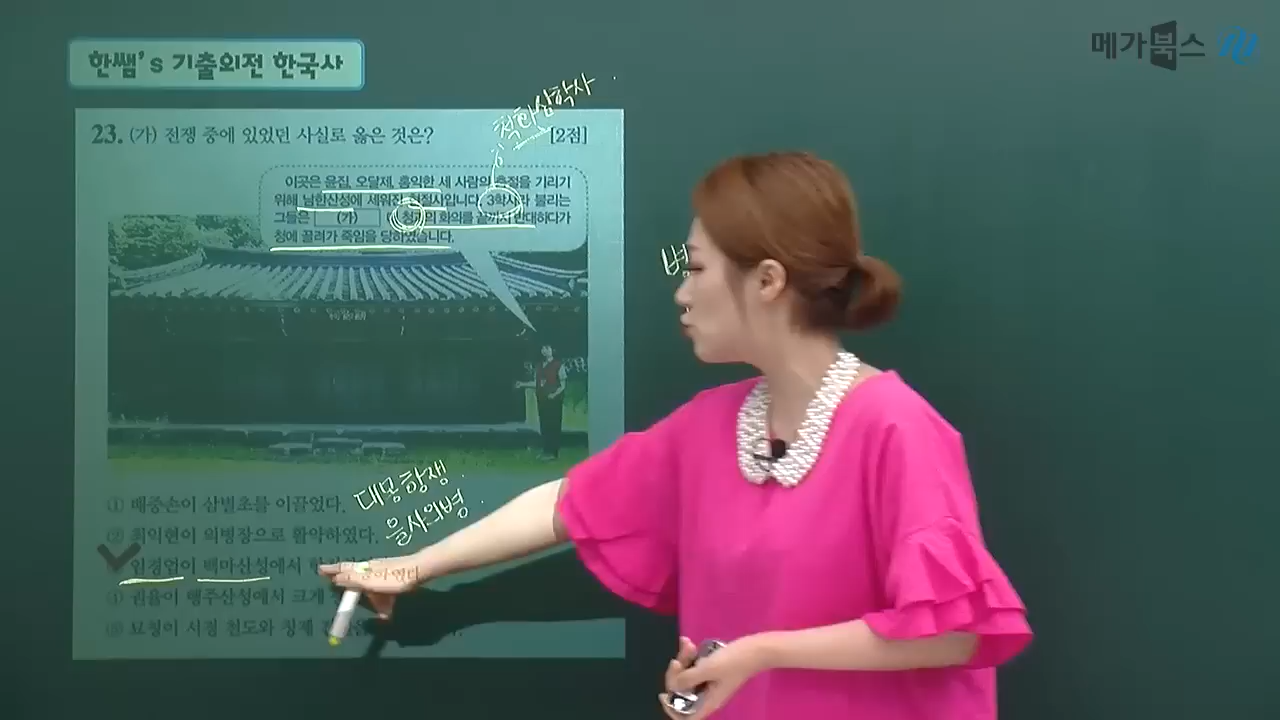 메가북스
한쌤's 기출외전 한국사
척화삼학사
23. (가) 전쟁 중에 있었던 사실로 옳은 것은? [2점]
이곳은 윤집, 오달제, 홍익한 세 사람의 충절을 기리기
위해 남한산성에 세워진 현절사입니다. 3학사라 불리는
그들은 (가) 때 청과의 화의를 끝까지 반대하다가
청에 끌려가 죽임을 당하였습니다.
병
① 배중손이 삼별초를 이끌었다. 대몽항쟁
② 최익현이 의병장으로 활약하였다. 을사의병
임경업이 백마산성에서
④ 권율이 행주산성에서 크게
⑤ 묘청이 서경 천도와 칭제